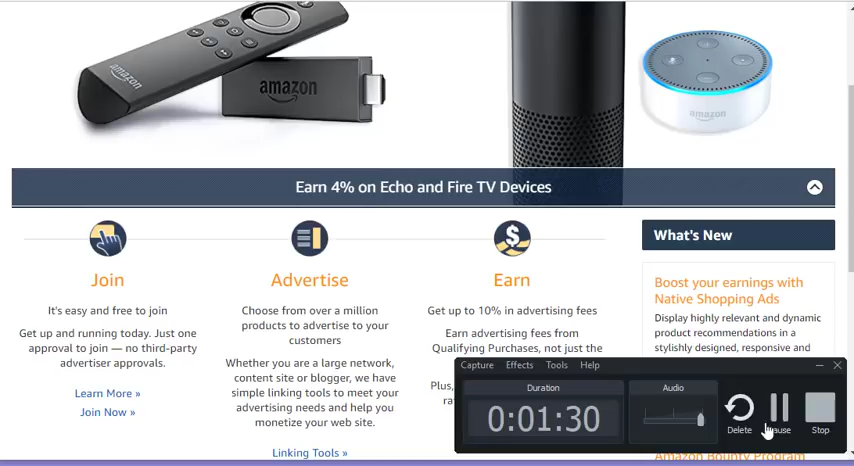 amazon
amazon
amazon
Earn 4% on Echo and Fire TV Devices
Join
It's easy and free to join
Get up and running today. Just one
approval to join — no third-party
advertiser approvals.
Learn More »
Join Now »
Advertise
Choose from over a million
products to advertise to your
customers
Whether you are a large network,
content site or blogger, we have
simple linking tools to meet your
advertising needs and help you
monetize your web site.
Linking Tools »
Earn
Get up to 10% in advertising fees
Earn advertising fees from
Qualifying Purchases, not just the
Plus,
What's New
Boost your earnings with
Native Shopping Ads
Display highly relevant and dynamic
product recommendations in a
stylishly designed, responsive and
Amazon Bounty Program
Capture Effects Tools Help
Duration
0:01:30
Audio
Delete
Pause
Stop